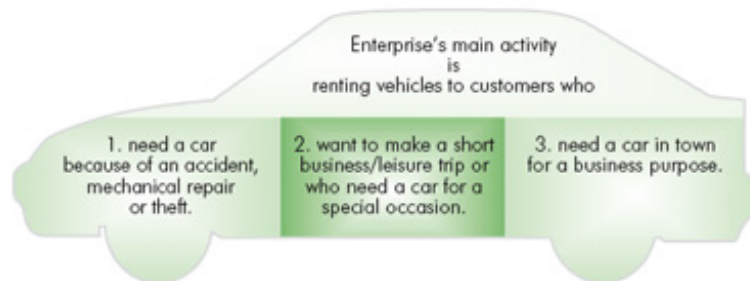 Enterprise's main activity
is
renting vehicles to customers who
1. need a car
because of an accident,
mechanical repair
or theft.
2. want to make a short
business/leisure trip or
who need a car for a
special occasion.
3. need a car in town
for a business purpose.